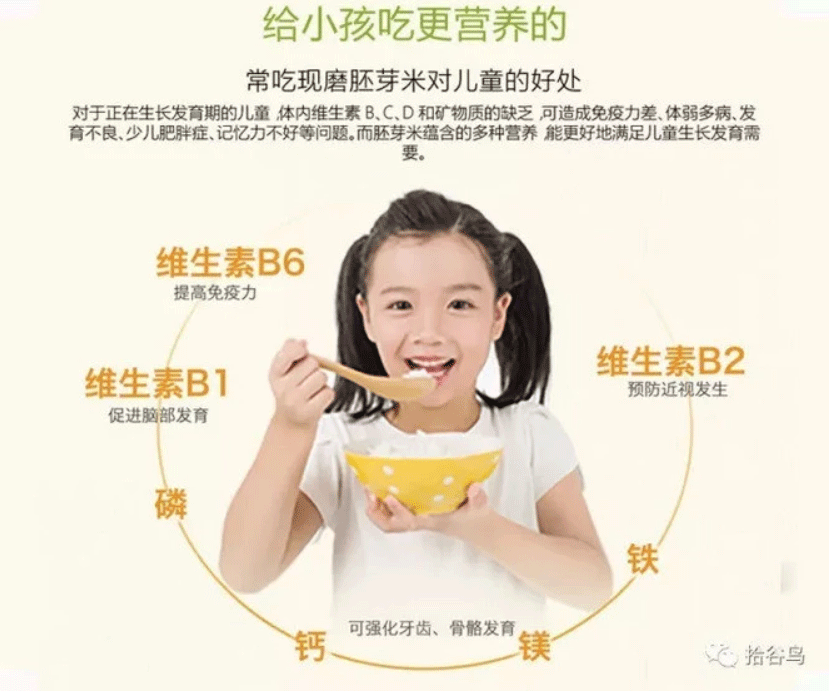 给小孩吃更营养的
常吃现磨胚芽米对儿童的好处
对于正在生长发育期的儿童,体内维生素 B、C、D 和矿物质的缺乏,可造成免疫力差、体弱多病、发
育不良、少儿肥胖症、记忆力不好等问题。而胚芽米蕴含的多种营养,能更好地满足儿童生长发育需
要。
维生素B6
提高免疫力
维生素B2
预防近视发生
维生素B1
促进脑部发育
磷
铁
可强化牙齿、骨骼发育
钙
镁
拾谷鸟